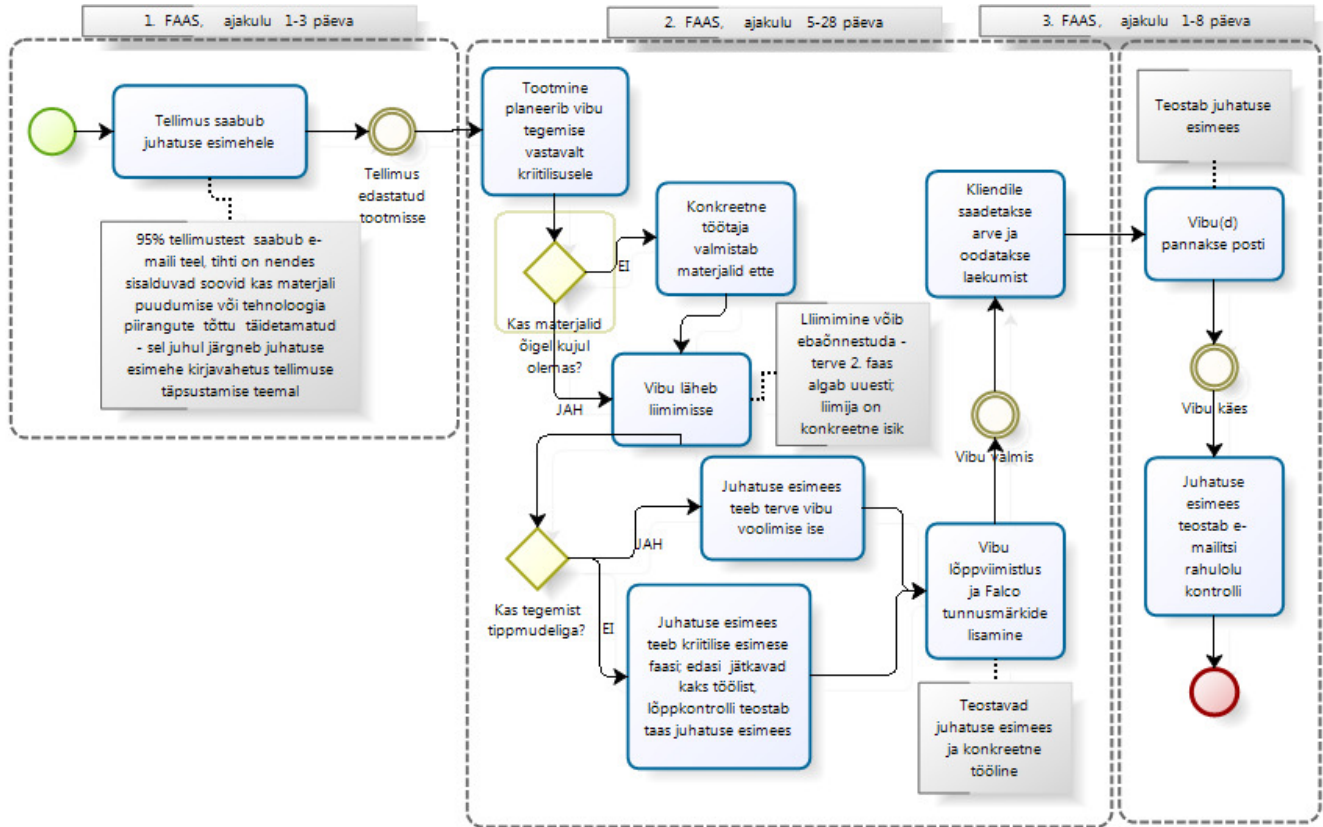 1. FAAS, ajakulu 1-3 päeva
2. FAAS, ajakulu 5-28 päeva
3. FAAS, ajakulu 1-8 päeva
Tellimus saabub
juhatuse esimehele
Tellimus
edastatud
tootmisse
95% tellimustest saabub e-
maili teel, tihti on nendes
sisalduvad soovid kas materjali
puudumise või tehnoloogia
piirangute tõttu täidetamatud
- sel juhul järgneb juhatuse
esimehe kirjavahetus tellimuse
täpsustamise teemal
Tootmine
planeerib vibu
tegemise
vastavalt
kriitilisusele
Kas materjalid
õigel kujul
olemas?
EI
JAH
Konkreetne
töötaja
valmistab
materjalid ette
Vibu läheb
liimimisse
Lliimimine võib
ebaõnnestuda -
terve 2. faas
algab uuesti;
liimija on
konkreetne isik
Kas tegemist
tippmudeliga?
JAH
EI
Juhatuse esimees
teeb terve vibu
voolimise ise
Juhatuse esimees
teeb kriitilise esimese
faasi; edasi jätkavad
kaks töölist,
lõppkontrolli teostab
taas juhatuse esimees
Vibu
lõppviimistlus
ja Falco
tunnusmärkide
lisamine
Teostavad
juhatuse esimees
ja konkreetne
tööline
Vibu valmis
Kliendile
saadetakse
arve ja
oodatakse
laekumist
Teostab juhatuse
esimees
Vibu(d)
pannakse posti
Vibu käes
Juhatuse
esimees
teostab e-
mailitsi
rahulolu
kontrolli